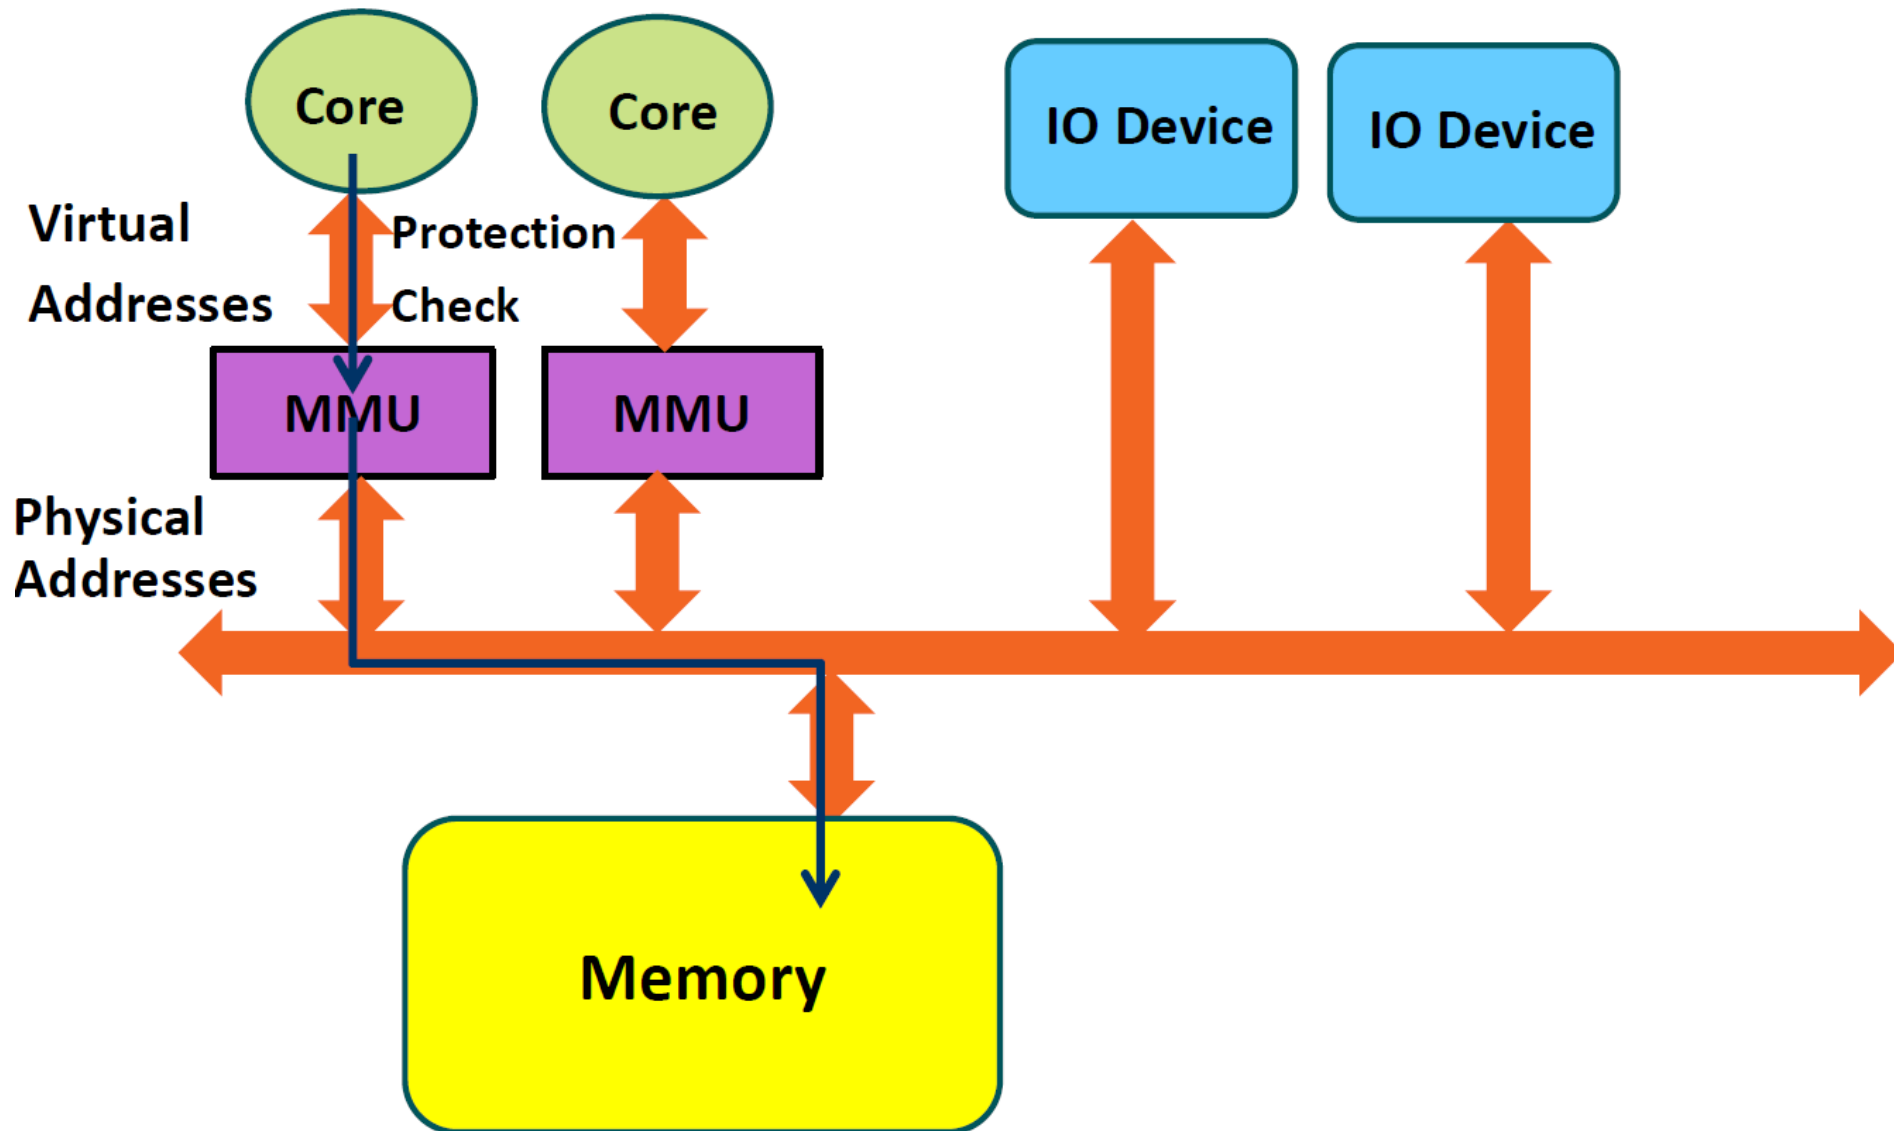 Core
Core
IO Device
IO Device
Virtual
Addresses
Protection
Check
MMU
MMU
Physical
Addresses
Memory